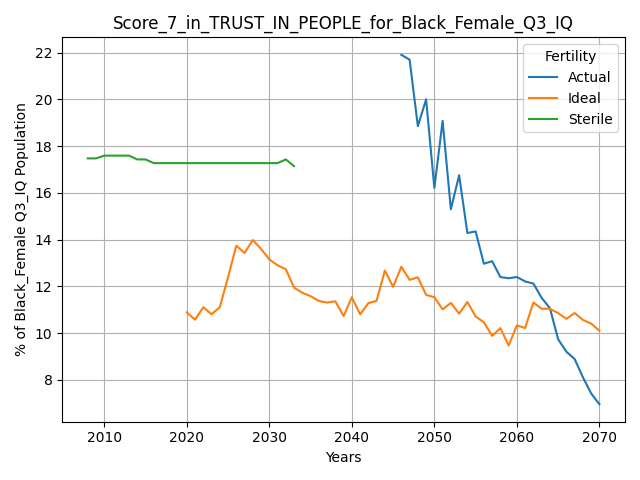 Score_7_in_TRUST_IN_PEOPLE_for_Black_Female_Q3_IQ
% of Black_Female Q3_IQ Population
22
20
18
16
14
12
10
8
Fertility
Actual
Ideal
Sterile
2010 2020 2030 2040 2050 2060 2070
Years